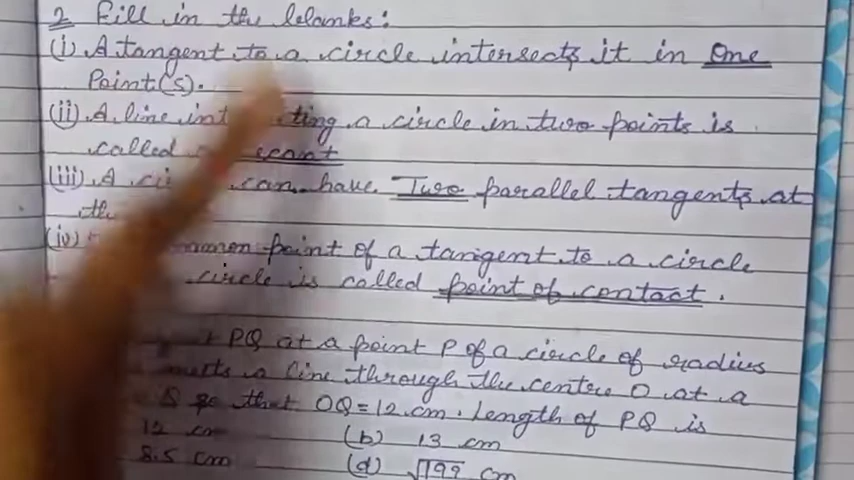 2 Fill in the blanks:
(i) A tangent to a circle intersects it in One
Point(s).
(ii) A line int ting a circle in two points is
called secant
(iii) A ci can have Two parallel tangents at
the
(iv) common point of a tangent to a circle
circle is called point of contact.
PQ at a point P of a circle of radius
meets a line through the centre O at a
Q so that OQ = 12 cm. Length of PQ is
12 cm (b) 13 cm
8.5 cm (d) √199 cm